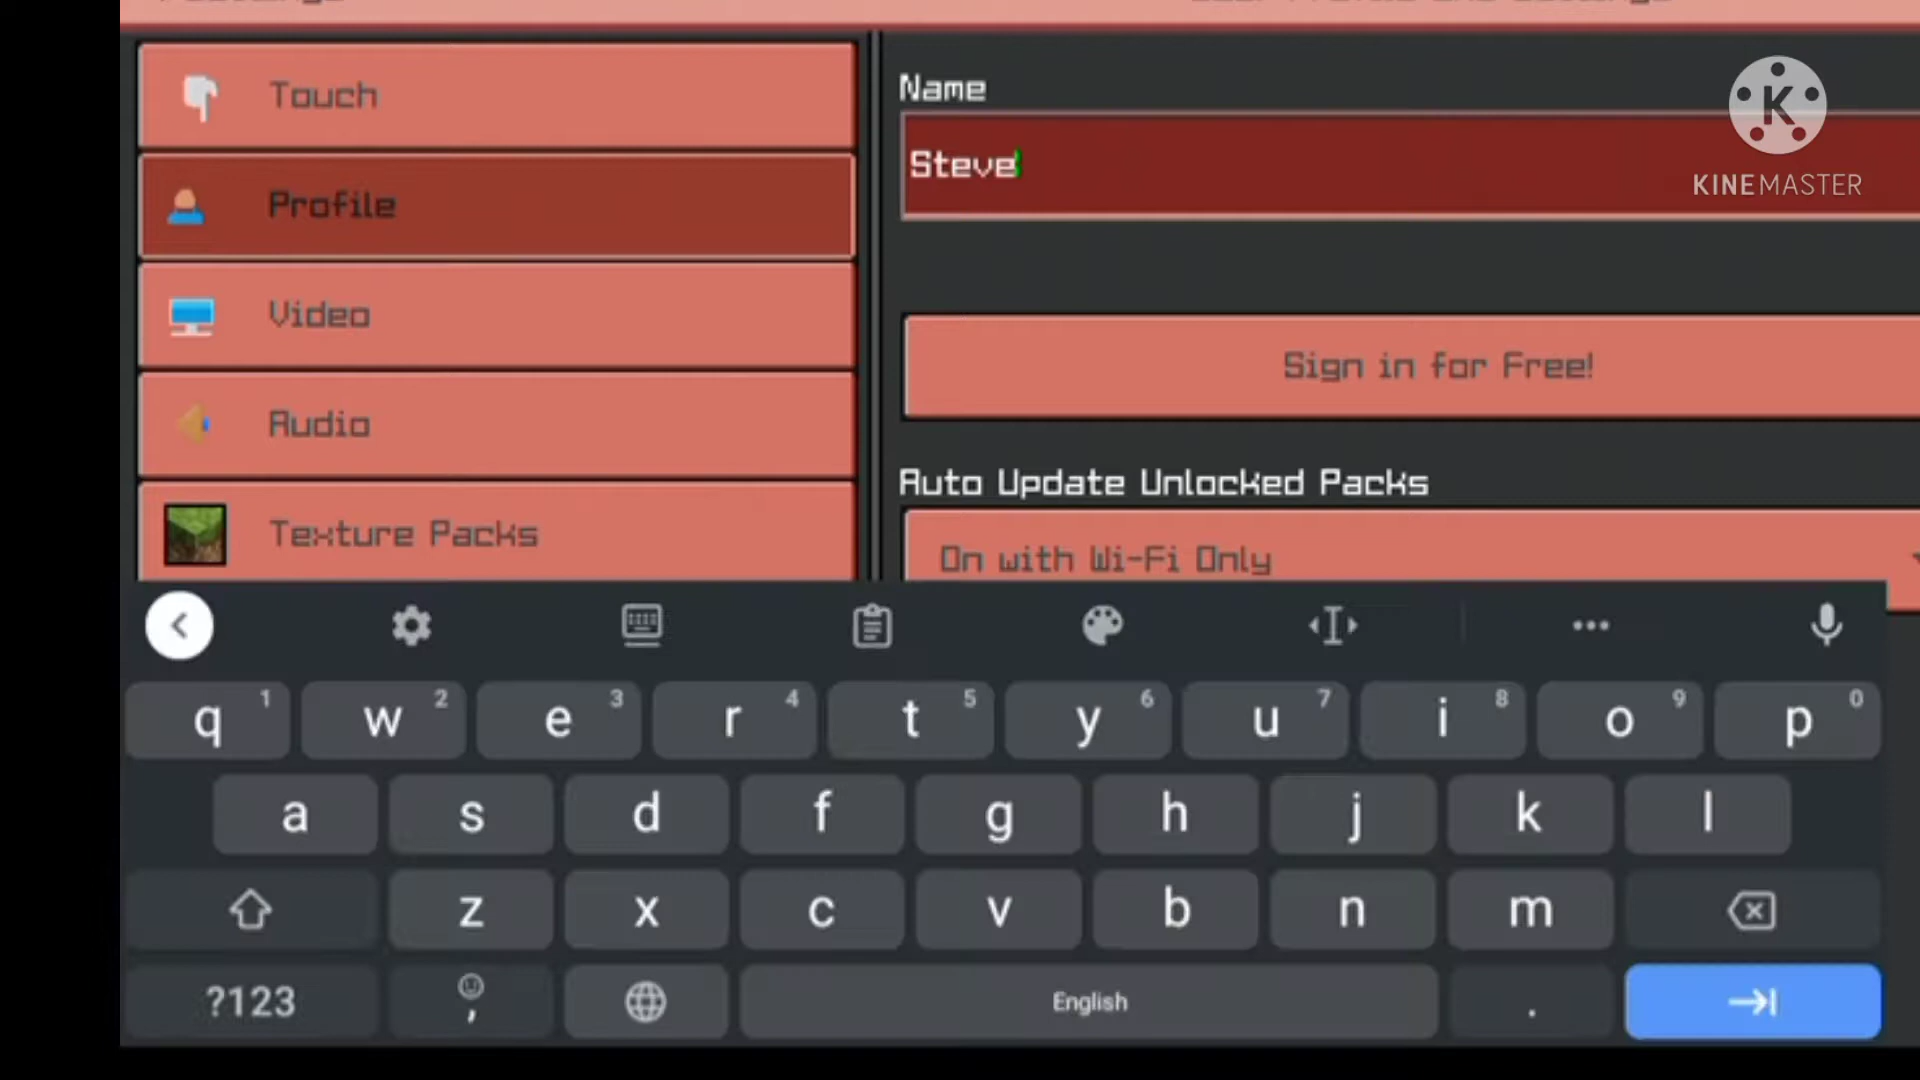 Name
Touch
Steve
KINEMASTER
Profile
Video
Sign in for Free!
Audio
Auto Update Unlocked Packs
Texture Packs
On with Wi-Fi Only
q 1 w 2 e 3 r 4 t 5 y 6 u 7 i 8 o 9 p 0
a s d f g h j k l
z x c v b n m
?123 , English .